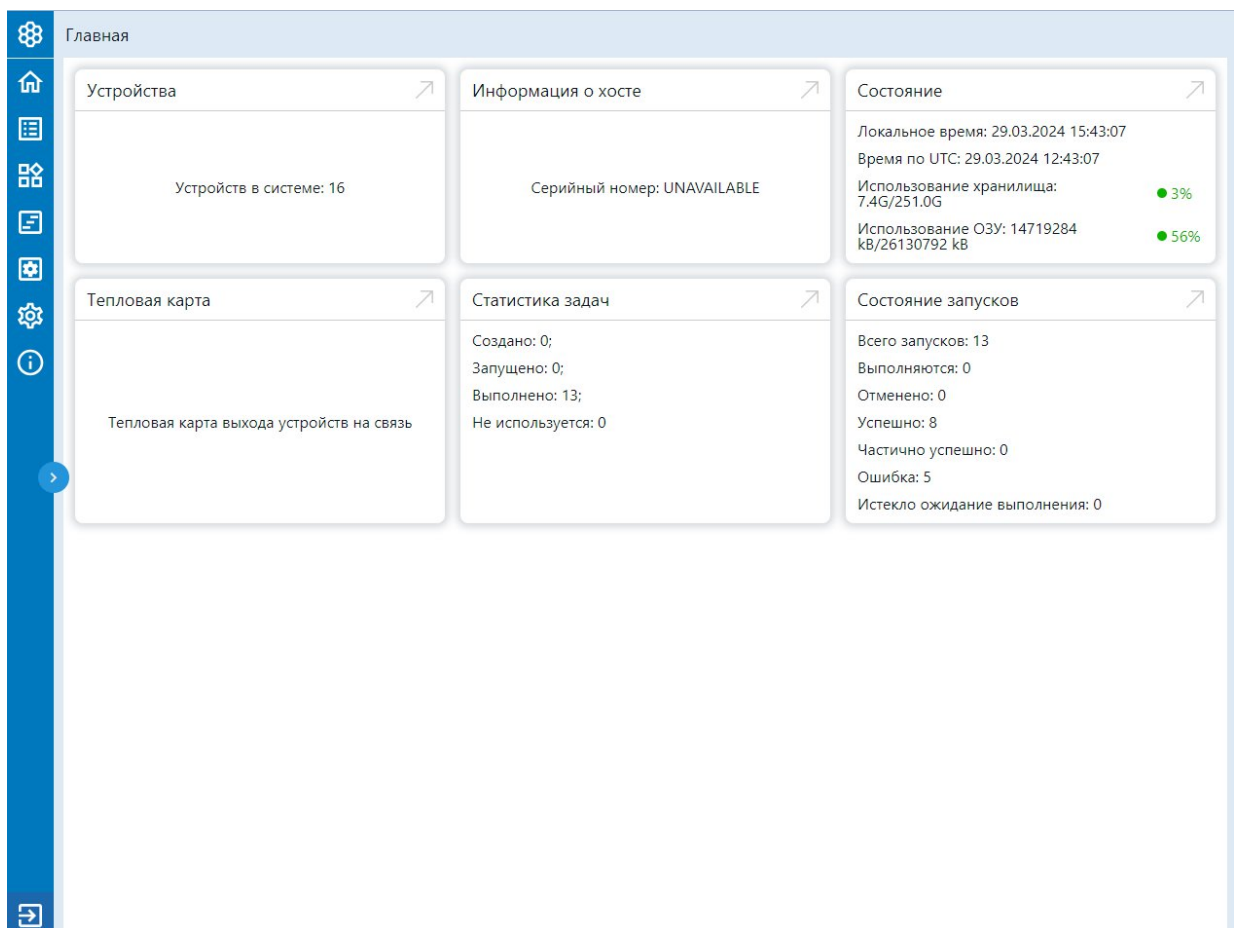 Главная
Устройства
Устройств в системе: 16
Информация о хосте
Серийный номер: UNAVAILABLE
Состояние
Локальное время: 29.03.2024 15:43:07
Время по UTC: 29.03.2024 12:43:07
Использование хранилища:
7.4G/251.0G
3%
Использование ОЗУ: 14719284
kB/26130792 kB
56%
Тепловая карта
Тепловая карта выхода устройств на связь
Статистика задач
Создано: 0;
Запущено: 0;
Выполнено: 13;
Не используется: 0
Состояние запусков
Всего запусков: 13
Выполняются: 0
Отменено: 0
Успешно: 8
Частично успешно: 0
Ошибка: 5
Истекло ожидание выполнения: 0